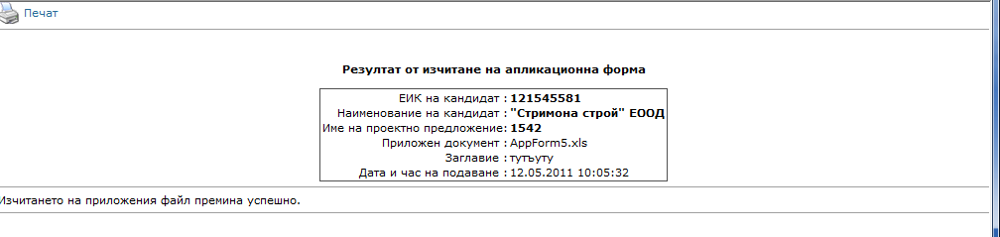 Печат
Резултат от изчитане на апликационна форма
ЕИК на кандидат : 121545581
Наименование на кандидат : "Стримона строй" ЕООД
Име на проектно предложение: 1542
Приложен документ : AppForm5.xls
Заглавие : тутъуту
Дата и час на подаване : 12.05.2011 10:05:32
Изчитането на приложения файл премина успешно.